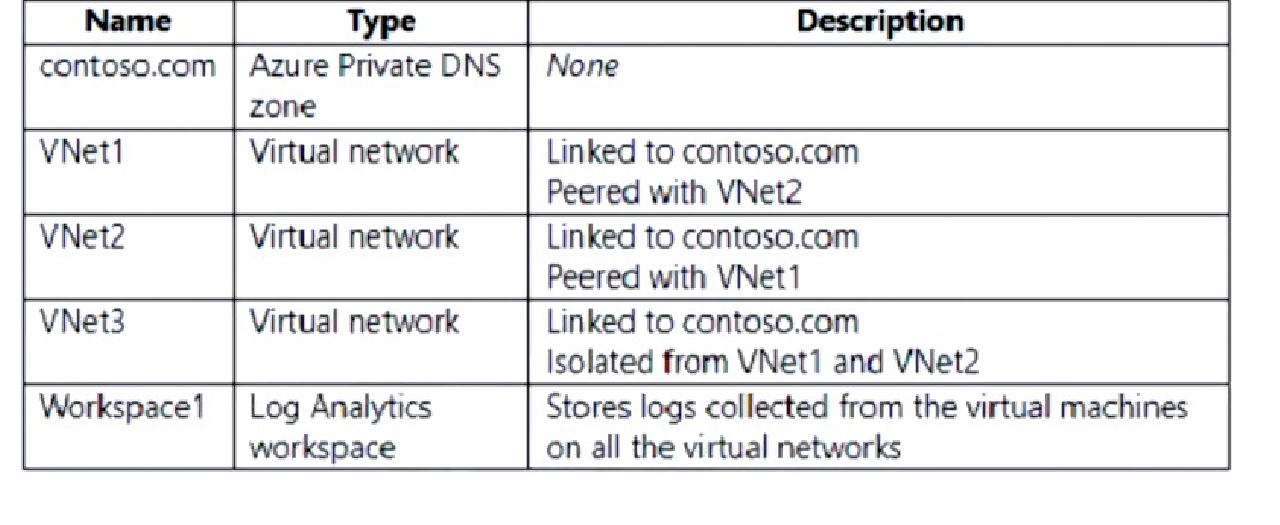 Name Type Description
contoso.com Azure Private DNS zone None
VNet1 Virtual network Linked to contoso.com
Peered with VNet2
VNet2 Virtual network Linked to contoso.com
Peered with VNet1
VNet3 Virtual network Linked to contoso.com
Isolated from VNet1 and VNet2
Workspace1 Log Analytics workspace Stores logs collected from the virtual machines
on all the virtual networks